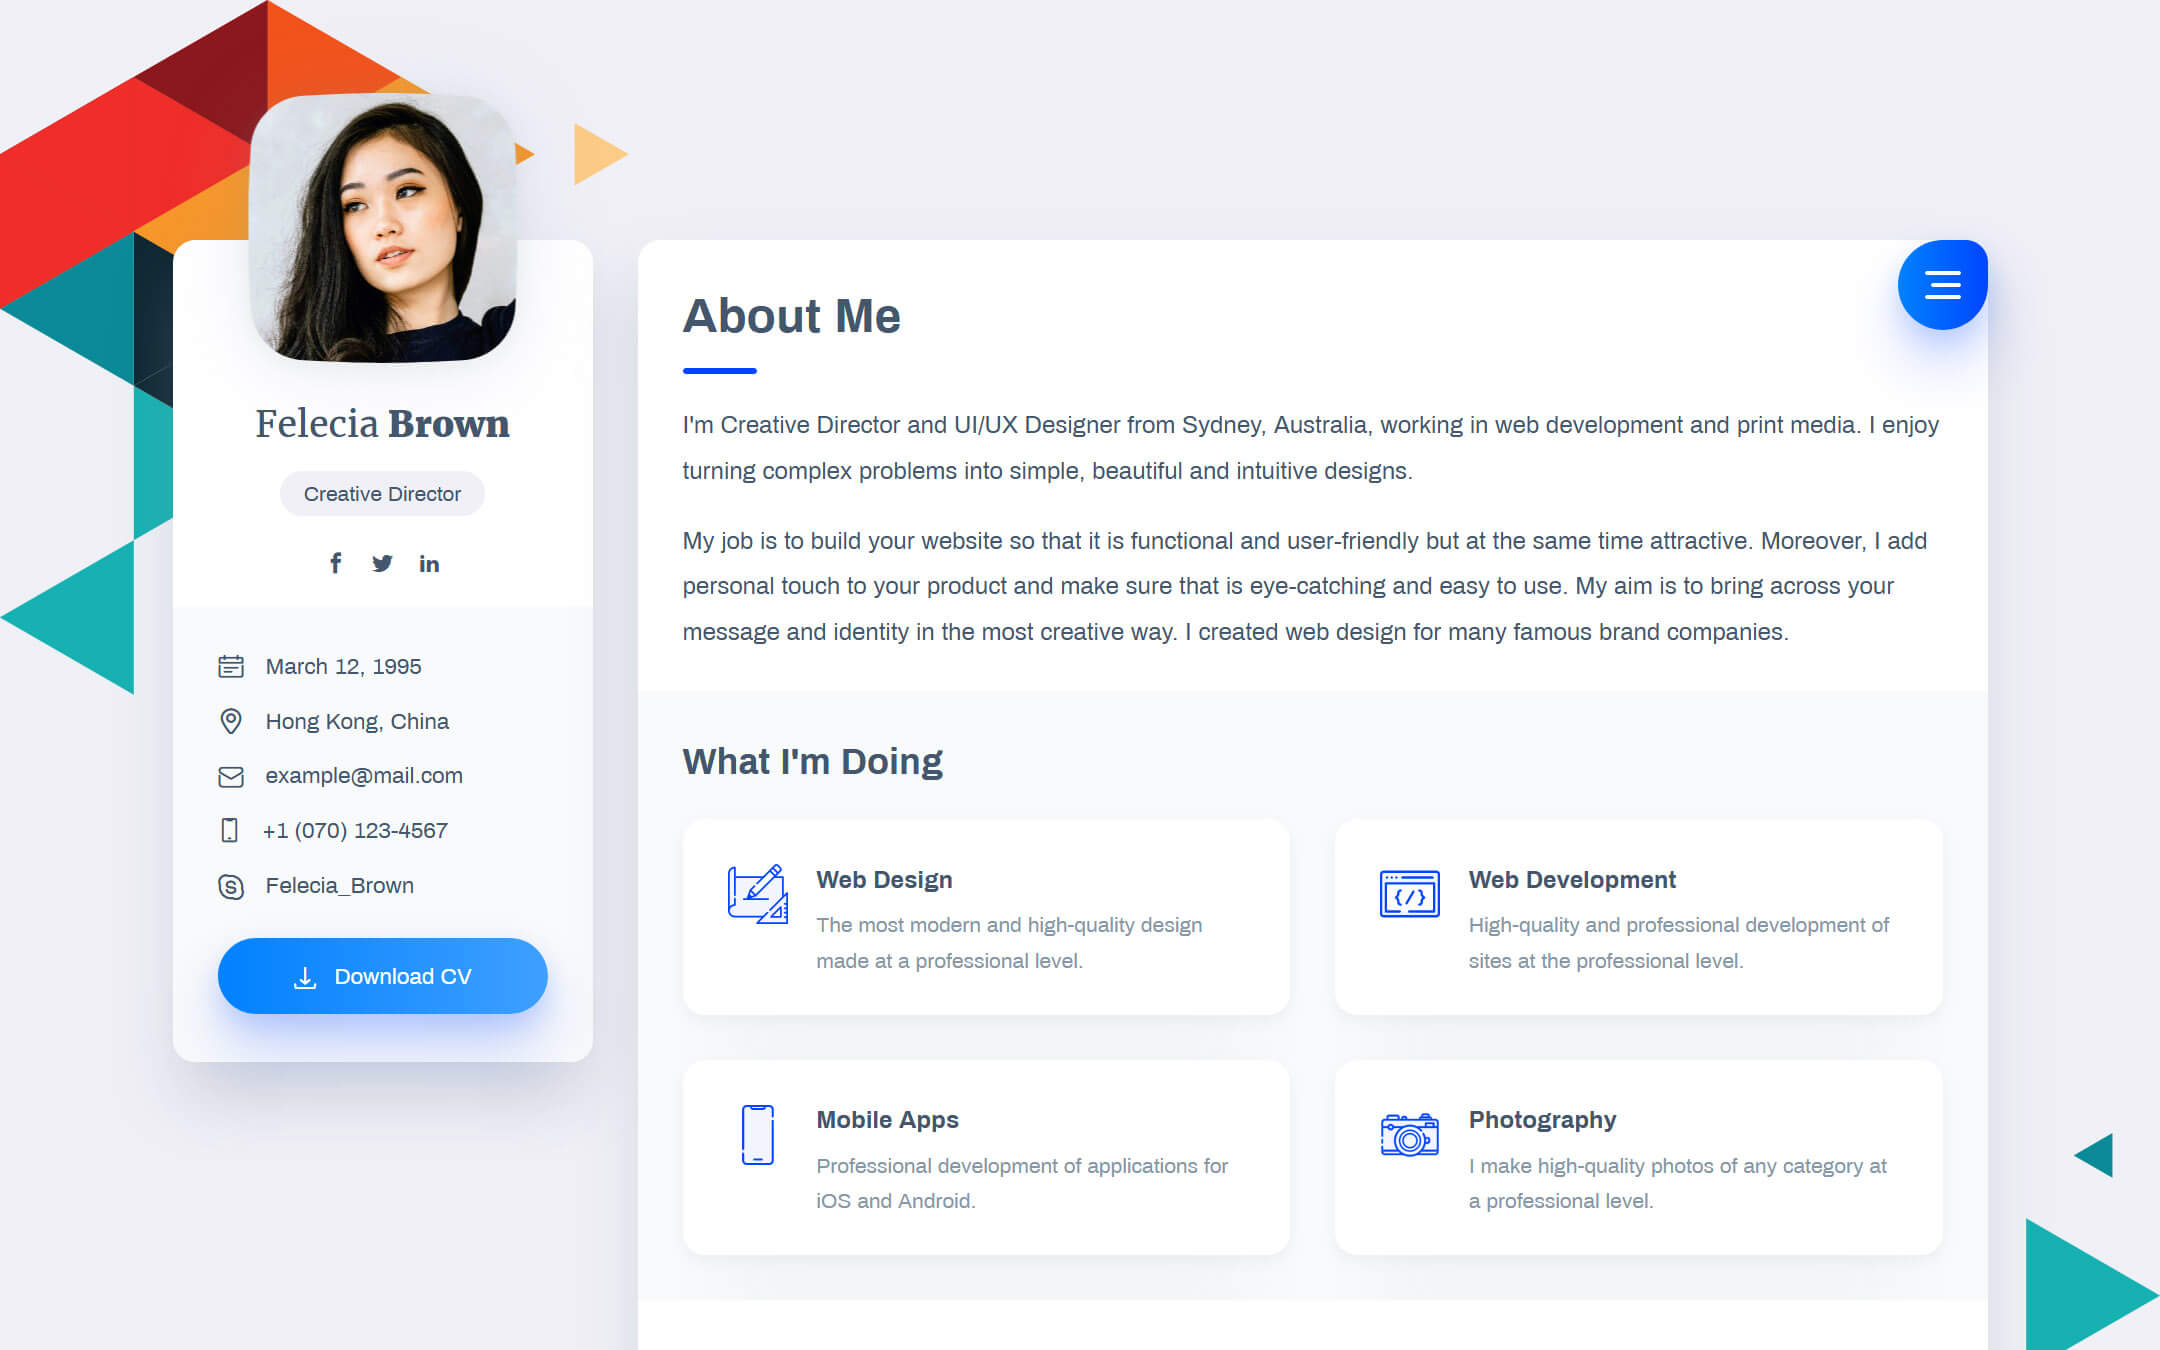 Felecia Brown
Creative Director
March 12, 1995
Hong Kong, China
example@mail.com
+1 (070) 123-4567
Felecia_Brown
Download CV
About Me
I'm Creative Director and UI/UX Designer from Sydney, Australia, working in web development and print media. I enjoy
turning complex problems into simple, beautiful and intuitive designs.
My job is to build your website so that it is functional and user-friendly but at the same time attractive. Moreover, I add
personal touch to your product and make sure that is eye-catching and easy to use. My aim is to bring across your
message and identity in the most creative way. I created web design for many famous brand companies.
What I'm Doing
Web Design
The most modern and high-quality design
made at a professional level.
Web Development
High-quality and professional development of
sites at the professional level.
Mobile Apps
Professional development of applications for
iOS and Android.
Photography
I make high-quality photos of any category at
a professional level.